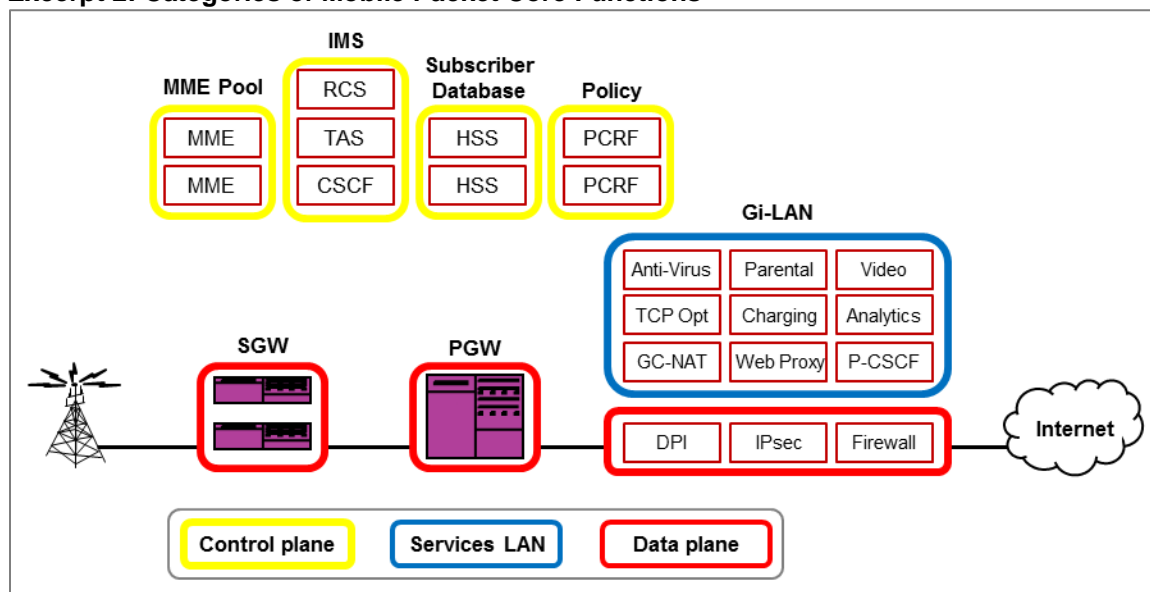 Excerpt 2: Categories of Mobile Packet Core Functions
IMS
MME Pool
Subscriber
Database
Policy
RCS
MME
TAS
HSS
PCRF
MME
CSCF
HSS
PCRF
Gi-LAN
Anti-Virus
Parental
Video
TCP Opt
Charging
Analytics
GC-NAT
Web Proxy
P-CSCF
SGW
PGW
DPI
IPsec
Firewall
Internet
Control plane
Services LAN
Data plane